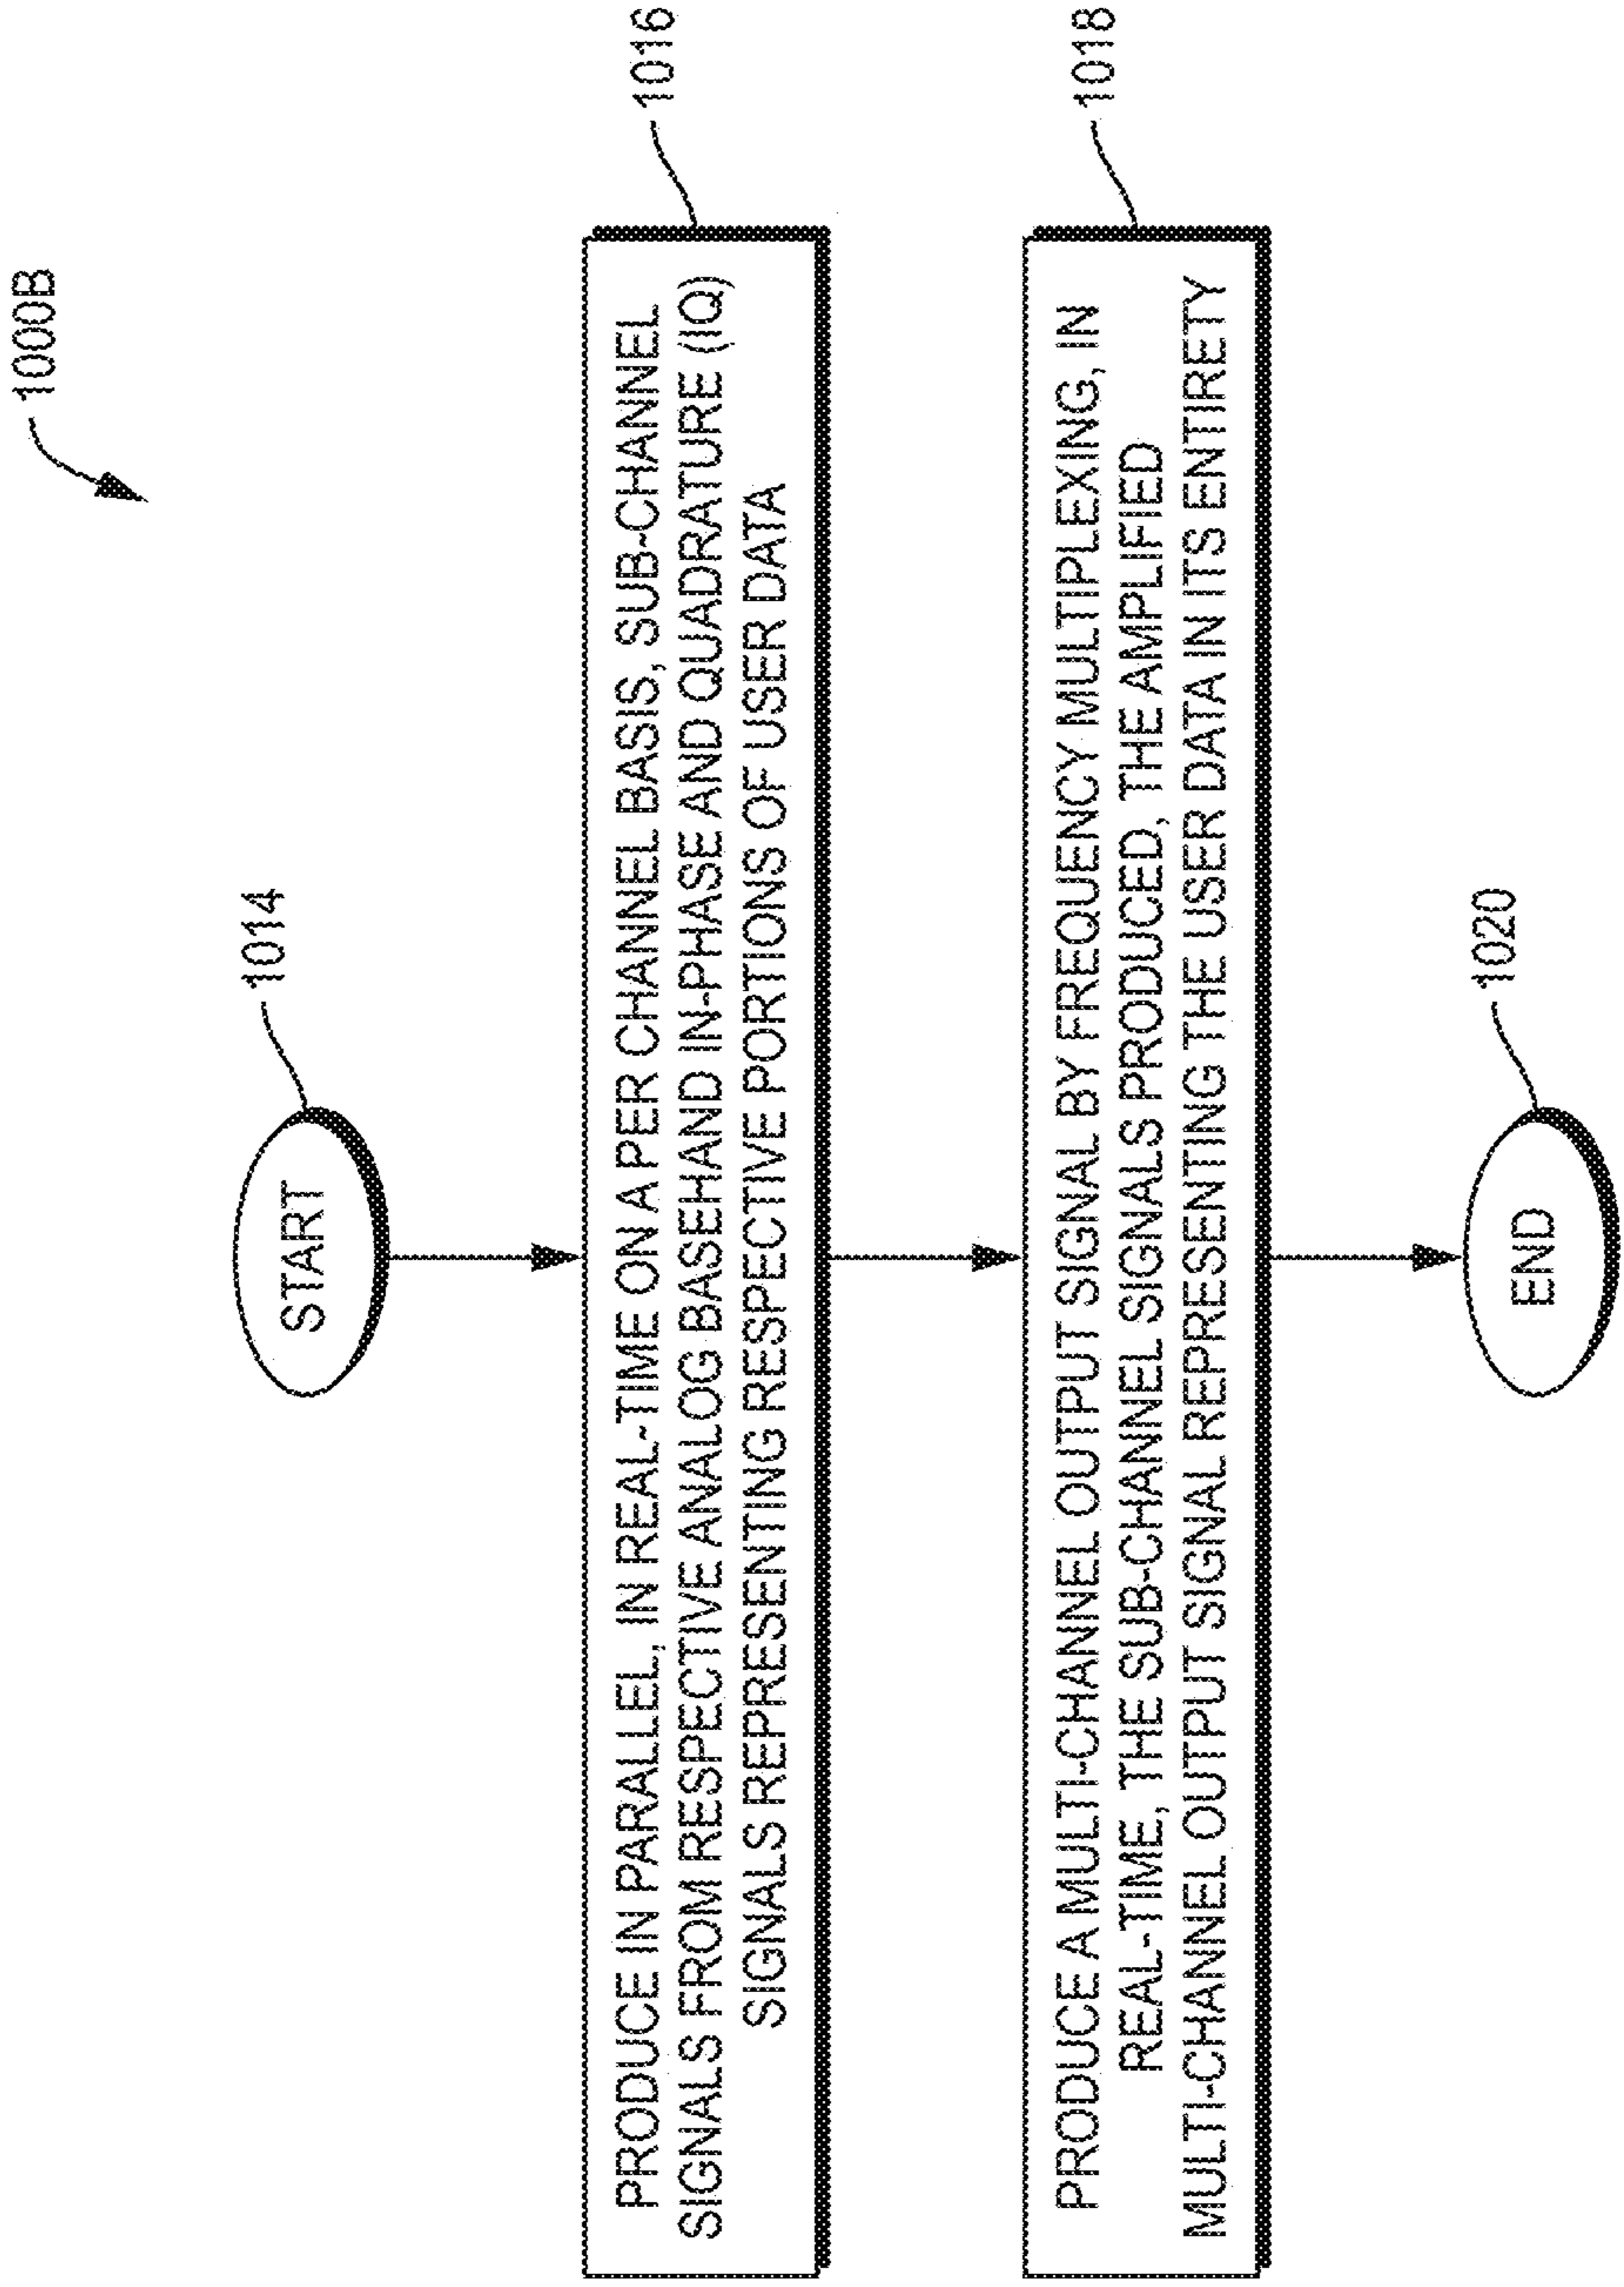 1000B
START
1014
PRODUCE IN PARALLEL, IN REAL-TIME ON A PER CHANNEL BASIS, SUB-CHANNEL
SIGNALS FROM RESPECTIVE ANALOG BASEHAND IN-PHASE AND QUADRATURE (IQ)
SIGNALS REPRESENTING RESPECTIVE PORTIONS OF USER DATA
1016
PRODUCE A MULTI-CHANNEL OUTPUT SIGNAL BY FREQUENCY MULTIPLEXING, IN
REAL-TIME, THE SUB-CHANNEL SIGNALS PRODUCED, THE AMPLIFIED
MULTI-CHANNEL OUTPUT SIGNAL REPRESENTING THE USER DATA IN ITS ENTIRETY
1018
END
1020